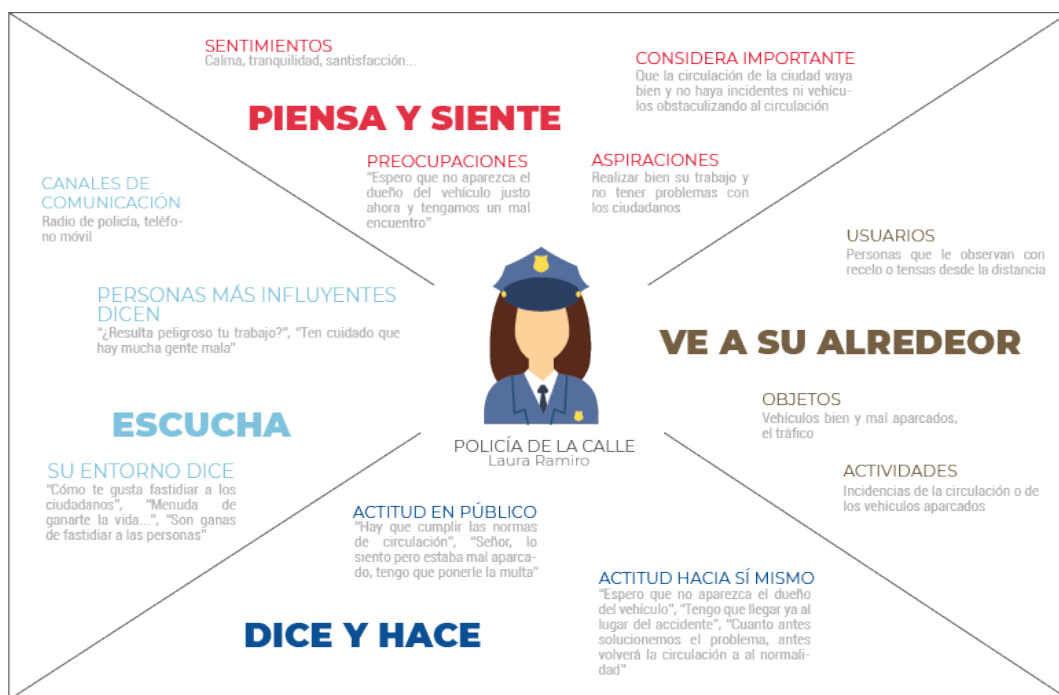 SENTIMIENTOS
Calma, tranquilidad, santisfacción...
CONSIDERA IMPORTANTE
Que la circulación de la ciudad vaya
bien y no haya incidentes ni vehícu-
los obstaculizando al circulación
PIENSA Y SIENTE
PREOCUPACIONES
"Espero que no aparezca el
dueño del vehículo justo
ahora y tengamos un mal
encuentro"
ASPIRACIONES
Realizar bien su trabajo y
no tener problemas con
los ciudadanos
CANALES DE
COMUNICACIÓN
Radio de policía, teléfo-
no móvil
PERSONAS MÁS INFLUYENTES
DICEN
"¿Resulta peligroso tu trabajo?", "Ten cuidado que
hay mucha gente mala"
ESCUCHA
SU ENTORNO DICE
"Cómo te gusta fastidiar a los
ciudadanos", "Menuda de
ganarte la vida...", "Son ganas
de fastidiar a las personas"
USUARIOS
Personas que le observan con
recelo o tensas desde la distancia
VE A SU ALREDEOR
OBJETOS
Vehículos bien y mal aparcados,
el tráfico
ACTIVIDADES
Incidencias de la circulación o de
los vehículos aparcados
POLICÍA DE LA CALLE
Laura Ramiro
ACTITUD EN PÚBLICO
"Hay que cumplir las normas
de circulación", "Señor, lo
siento pero estaba mal aparca-
do, tengo que ponerle la multa"
ACTITUD HACIA SÍ MISMO
"Espero que no aparezca el dueño
del vehículo", "Tengo que llegar ya al
lugar del accidente", "Cuanto antes
solucionemos el problema, antes
volverá la circulación a al normali-
dad"
DICE Y HACE